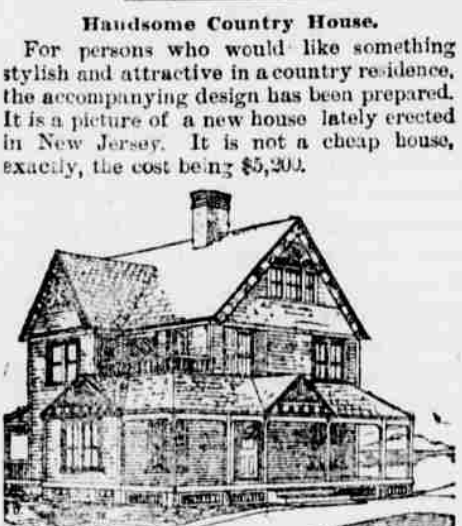 Handsome Country House.
For persons who would like something
stylish and attractive in a country residence,
the accompanying design has been prepared.
It is a picture of a new house lately erected
in New Jersey. It is not a cheap house,
exactly, the cost being $5,200.